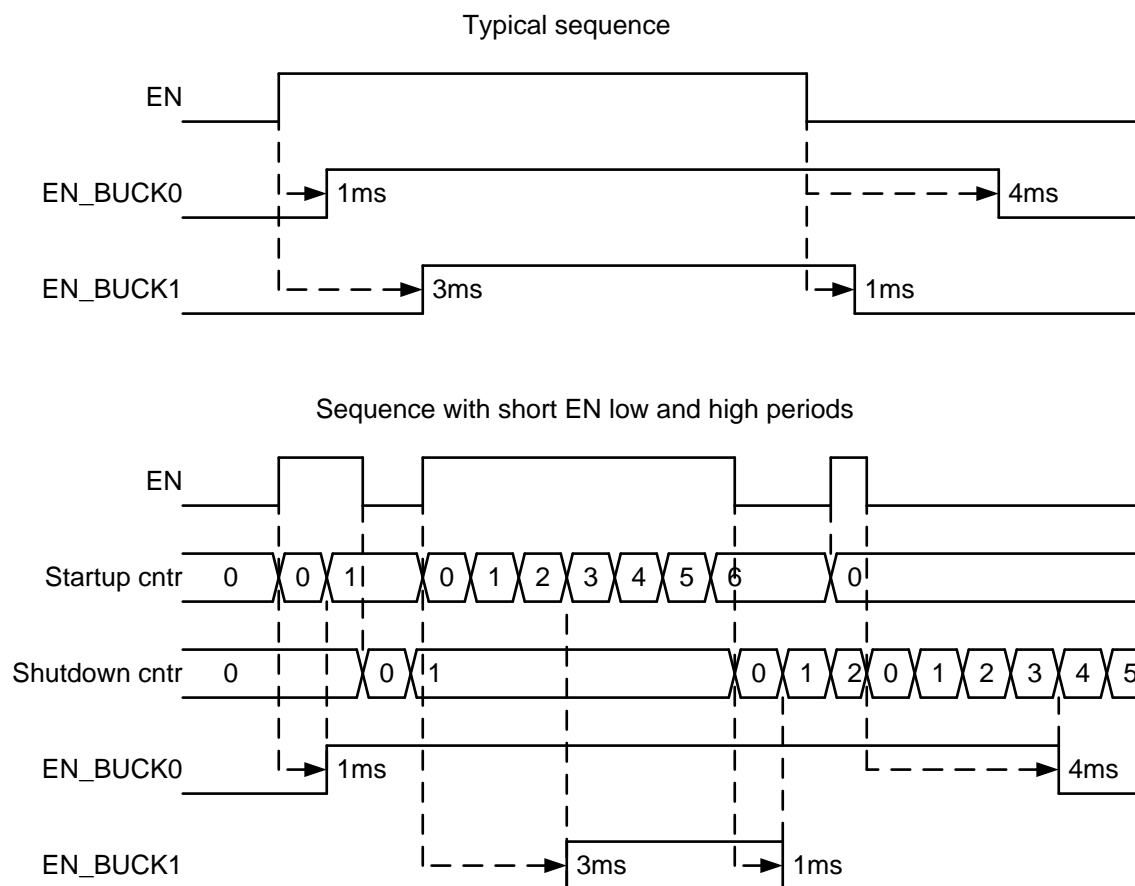 Typical sequence
EN
EN_BUCK0
1ms
4ms
EN_BUCK1
3ms
1ms
Sequence with short EN low and high periods
EN
Startup cntr 0 0 1 0 1 2 3 4 5 6 0
Shutdown cntr 0 0 1 0 1 2 0 1 2 3 4 5
EN_BUCK0
1ms
4ms
EN_BUCK1
3ms
1ms